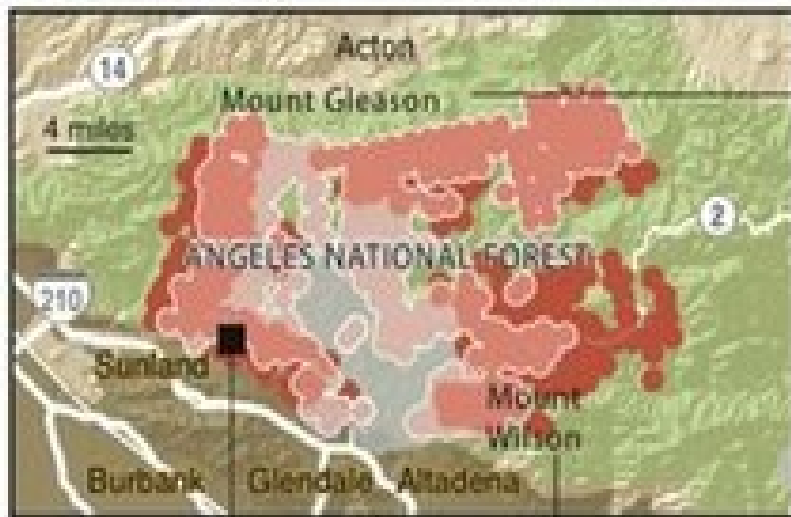 Acton
14
Mount Gleason
4 miles
2
ANGELES NATIONAL FOREST
210
Sunland
Mount
Wilson
Burbank
Glendale
Altadena